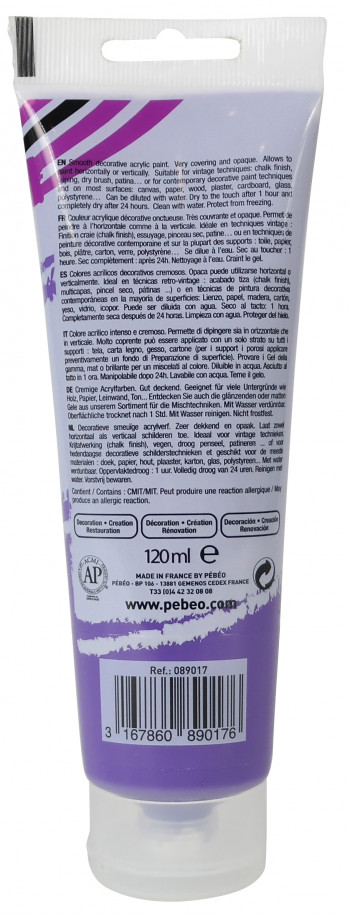 EN Smooth decorative acrylic paint. Very covering and opaque. Allows to
paint horizontally or vertically. Suitable for vintage techniques: chalk finish,
dry brush, patina... or for contemporary decorative paint techniques
and on most surfaces: canvas, paper, wood, plaster, cardboard, glass,
polystyrene... Can be diluted with water. Dry to the touch after 1 hour and
completely dry after 24 hours. Clean with water. Protect from freezing.
FR Couleur acrylique décorative onctueuse. Très couvrante et opaque. Permet de
peindre à l'horizontale comme à la verticale. Idéale en techniques vintage :
Finition craie (chalk finish), essuyage, pinceau sec, patine... ou en techniques de
peinture décorative contemporaine et sur la plupart des supports : toile, papier,
bois, plâtre, carton, verre, polystyrène... Se dilue à l'eau. Sec au toucher : 1
heure. Sec complètement : après 24h. Nettoyage à l'eau. Craint le gel.
ES Colores acrílicos decorativos cremosos. Opaca puede utilizarse horizontal o
verticalmente. Ideal en técnicas retro-vintage : acabado tiza (chalk finish),
multicapas, pincel seco, pátinas ...) o en técnicas de pintura decorativa
contemporáneas en la mayoría de superficies: Lienzo, papel, madera, cartón,
yeso, vidrio, icopor. Puede ser diluida con agua. Seco al tacto: 1 hora.
Completamente seca después de 24 horas. Limpieza con agua. Proteger del hielo.
IT Colore acrilico intenso e cremoso. Permette di dipingere sia in orizzontale che
in verticale. Molto coprente può essere applicato con un solo strato su tutti i
supporti : tela, carta legno, gesso, cartone (per i support i porosi applicare
preventivamente un fondo di Preparazione di superficie). Provare i Gel della
gamma, mat o brillante per un miscelati al colore. Diluible in acqua. Asciutto al
tatto in 1 ora. Manipolabile dopo 24h. Lavabile con acqua. Teme il gelo.
DE Cremige Acrylfarben. Gut deckend. Geeignet für viele Untergründe wie
Holz, Papier, Leinwand, Ton... Entdecken Sie auch die glänzenden oder matten
Gele aus unserem Sortiment für die Mischtechniken. Mit Wasser verdünnen.
Oberfläche trocknet nach 1 Std. Mit Wasser reinigen. Nicht frostfest.
NL Decoratieve smeuïge acrylverf. Zeer dekkend en opaak. Laat zowel
horizontaal als verticaal schilderen toe. Ideaal voor vintage technieken,
krijtafwerking (chalk finish), vegen, droog penseel, patineren ... of voor
hedendaagse decoratieve schilderstechnieken en geschikt voor de meeste
materialen : doek, papier, hout, plaaster, karton, glas, polystyreen... Met water
verdunbaar. Oppervlaktedroog : 1 uur. Volledig droog van 24 uren. Reinigen met
water. Vorstvrij bewaren.
Contient / Contains : CMIT/MIT. Peut produire une réaction allergique / May
produce an allergic reaction.
Decoration • Creation
Restauration
Décoration • Création
Rénovation
Decoración • Creación
Renovación
120ml ℮
ACMI
AP
MADE IN FRANCE BY PÉBÉO
PÉBÉO - BP 106 - 13881 GEMENOS CEDEX FRANCE
T33 (0)4 42 32 08 08
www.pebeo.com
Ref.: 089017
3 167860 890176